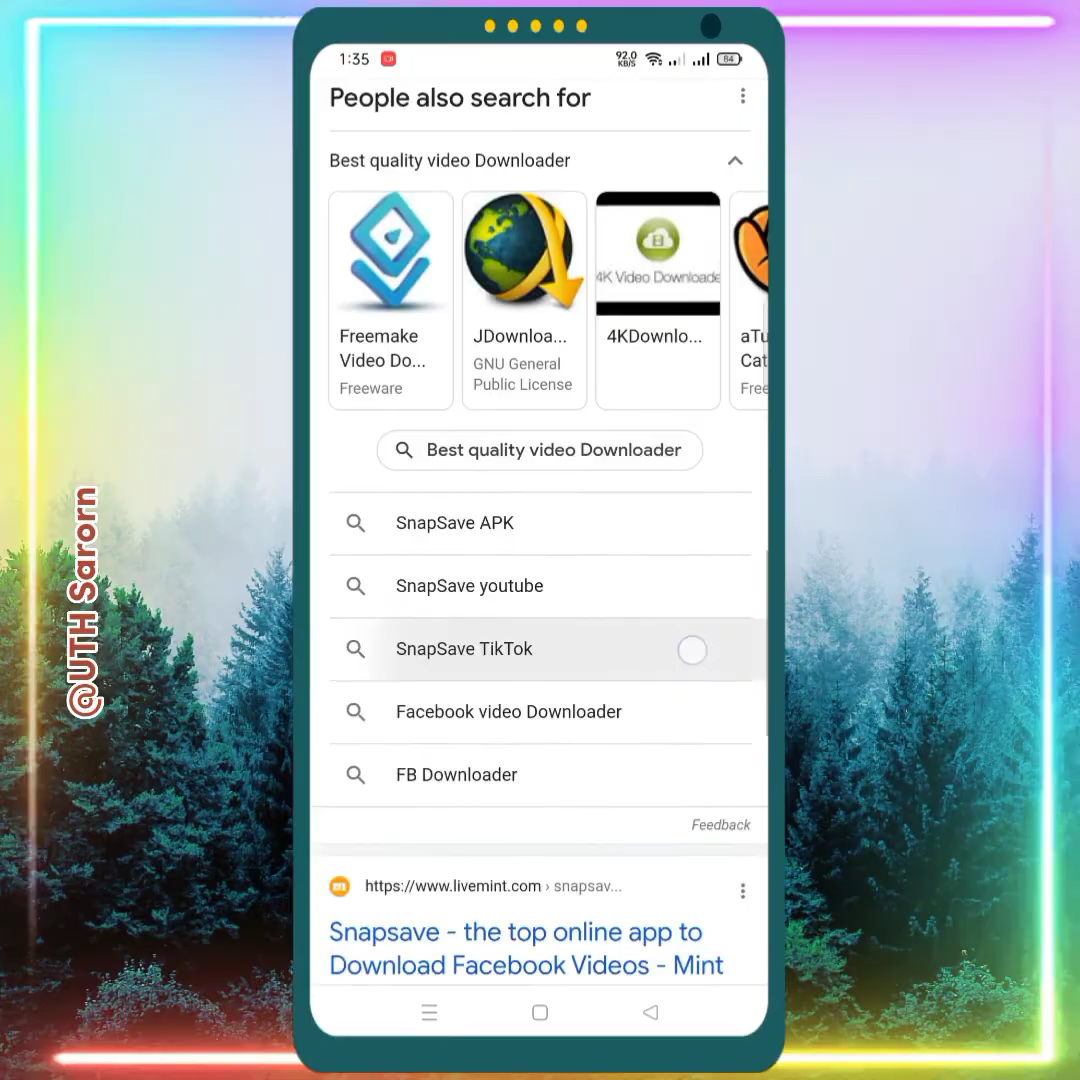 1:35
92.0
KB/S
84
People also search for
Best quality video Downloader
4K Video Downloade
Freemake
Video Do...
Freeware
JDownloa...
GNU General
Public License
4KDownlo...
aTu
Cat
Free
Best quality video Downloader
SnapSave APK
SnapSave youtube
SnapSave TikTok
Facebook video Downloader
FB Downloader
Feedback
m
https://www.livemint.com › snapsav...
Snapsave - the top online app to
Download Facebook Videos - Mint
@UTH Sarorn